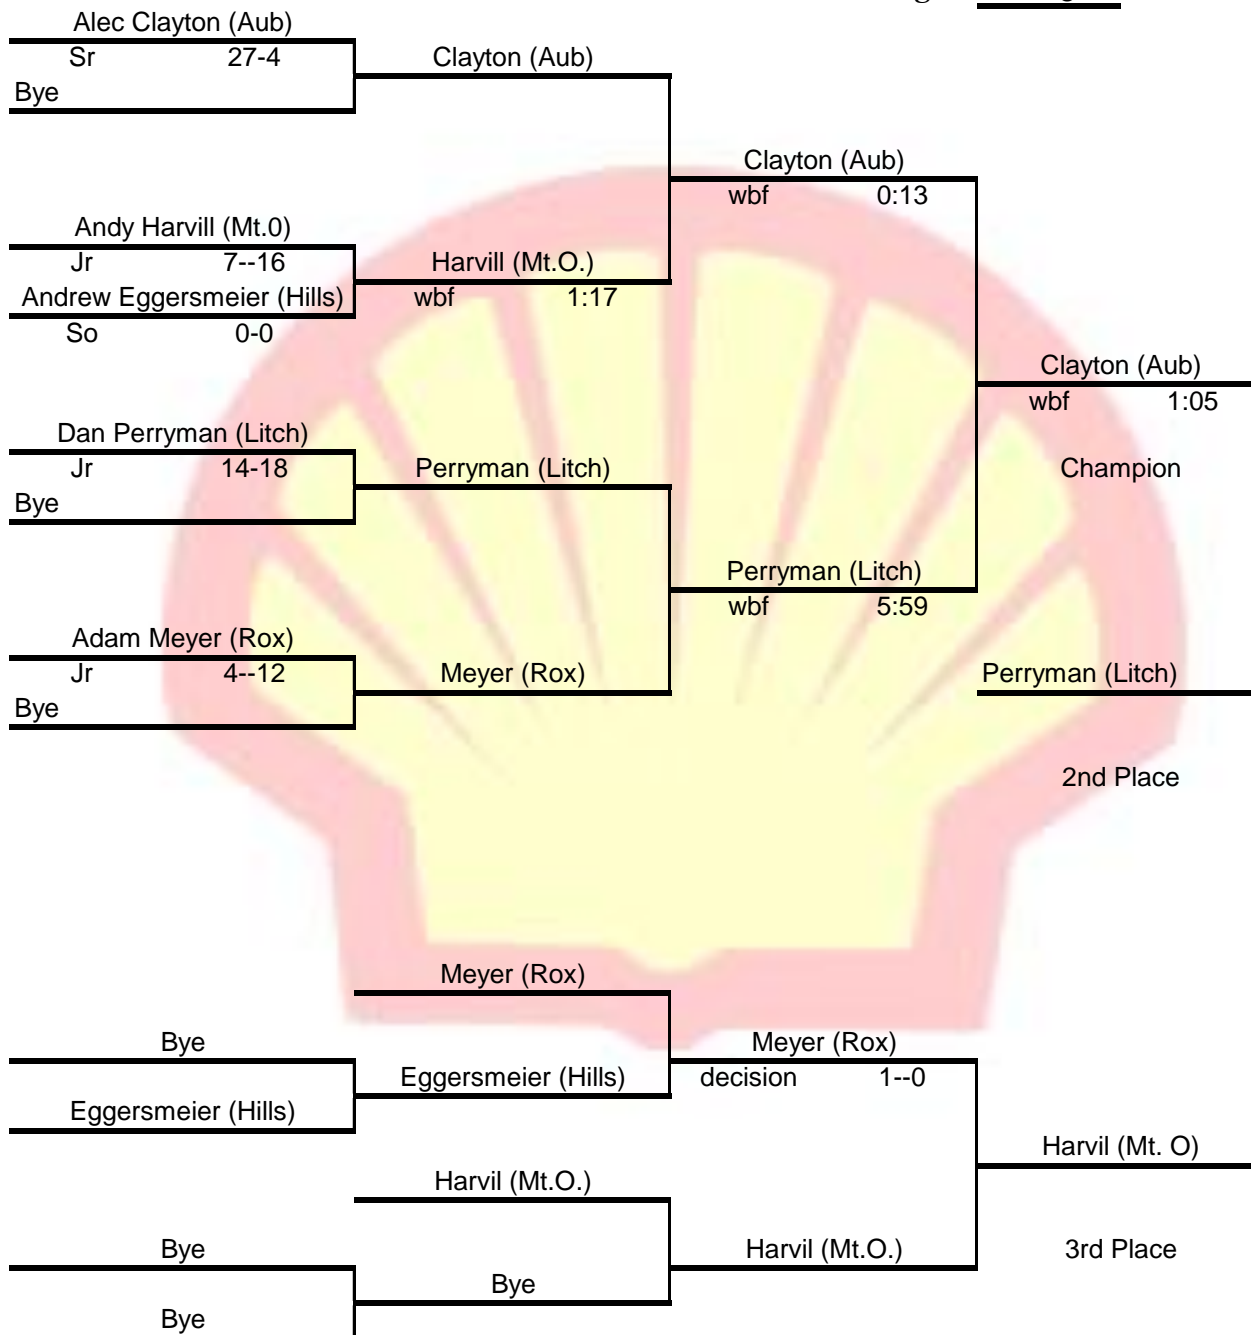 Alec Clayton (Aub)
Sr 27-4 Clayton (Aub)
Bye
Clayton (Aub)
wbf 0:13
Andy Harvill (Mt.0)
Jr 7--16 Harvill (Mt.O.)
Andrew Eggersmeier (Hills) wbf 1:17
So 0-0
Clayton (Aub)
wbf 1:05
Dan Perryman (Litch)
Jr 14-18 Perryman (Litch) Champion
Bye
Perryman (Litch)
wbf 5:59
Adam Meyer (Rox)
Jr 4--12 Meyer (Rox) Perryman (Litch)
Bye
2nd Place
Meyer (Rox)
Bye Meyer (Rox)
Eggersmeier (Hills) decision 1--0
Eggersmeier (Hills)
Harvil (Mt. O)
Harvil (Mt.O.)
Bye Harvil (Mt.O.) 3rd Place
Bye
Bye